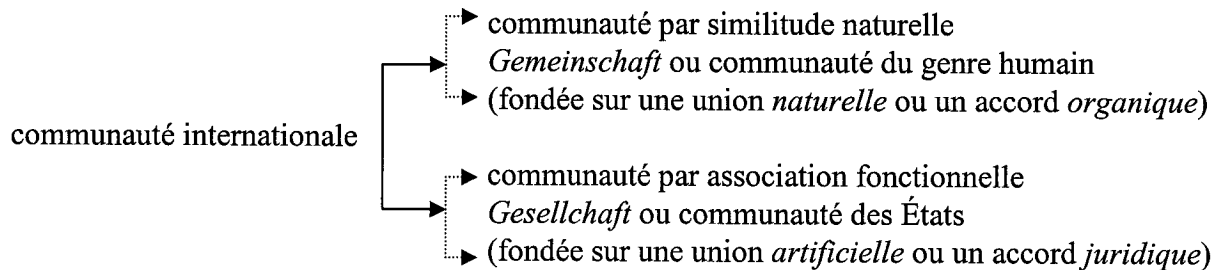 communauté par similitude naturelle
Gemeinschaft ou communauté du genre humain
(fondée sur une union naturelle ou un accord organique)
communauté internationale
communauté par association fonctionnelle
Gesellchaft ou communauté des États
(fondée sur une union artificielle ou un accord juridique)